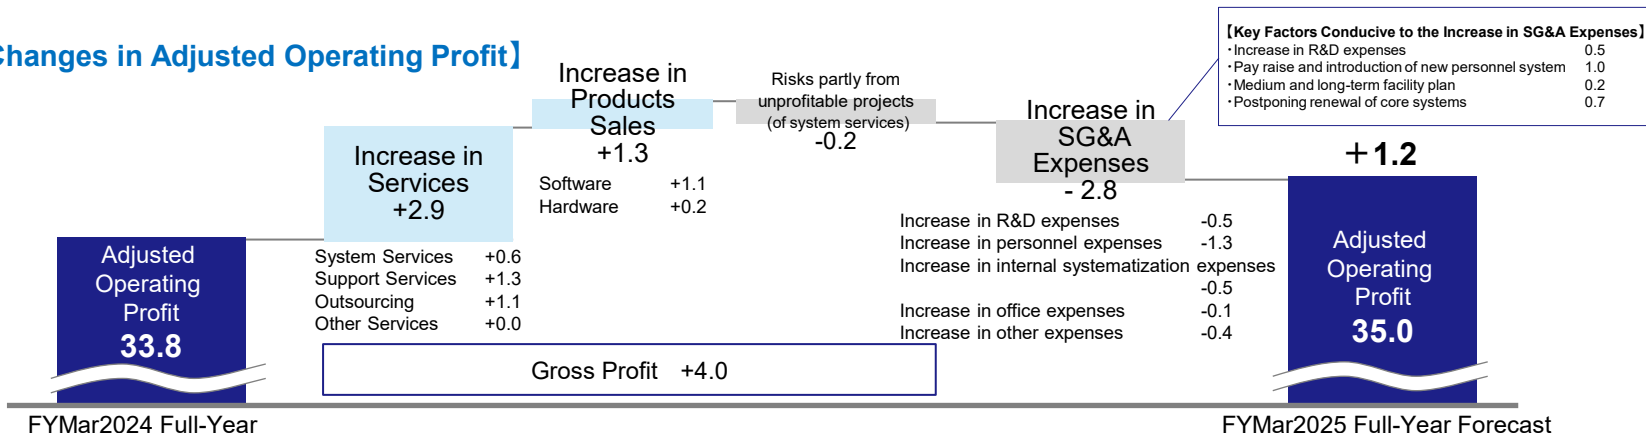 Changes in Adjusted Operating Profit】
【Key Factors Conducive to the Increase in SG&A Expenses】
・Increase in R&D expenses 0.5
・Pay raise and introduction of new personnel system 1.0
・Medium and long-term facility plan 0.2
・Postponing renewal of core systems 0.7
Adjusted
Operating
Profit
33.8
Increase in
Services
+2.9
System Services +0.6
Support Services +1.3
Outsourcing +1.1
Other Services +0.0
Increase in
Products
Sales
+1.3
Software +1.1
Hardware +0.2
Risks partly from
unprofitable projects
(of system services)
-0.2
Gross Profit +4.0
Increase in
SG&A
Expenses
- 2.8
Increase in R&D expenses -0.5
Increase in personnel expenses -1.3
Increase in internal systematization expenses
-0.5
Increase in office expenses -0.1
Increase in other expenses -0.4
+1.2
Adjusted
Operating
Profit
35.0
FYMar2024 Full-Year
FYMar2025 Full-Year Forecast